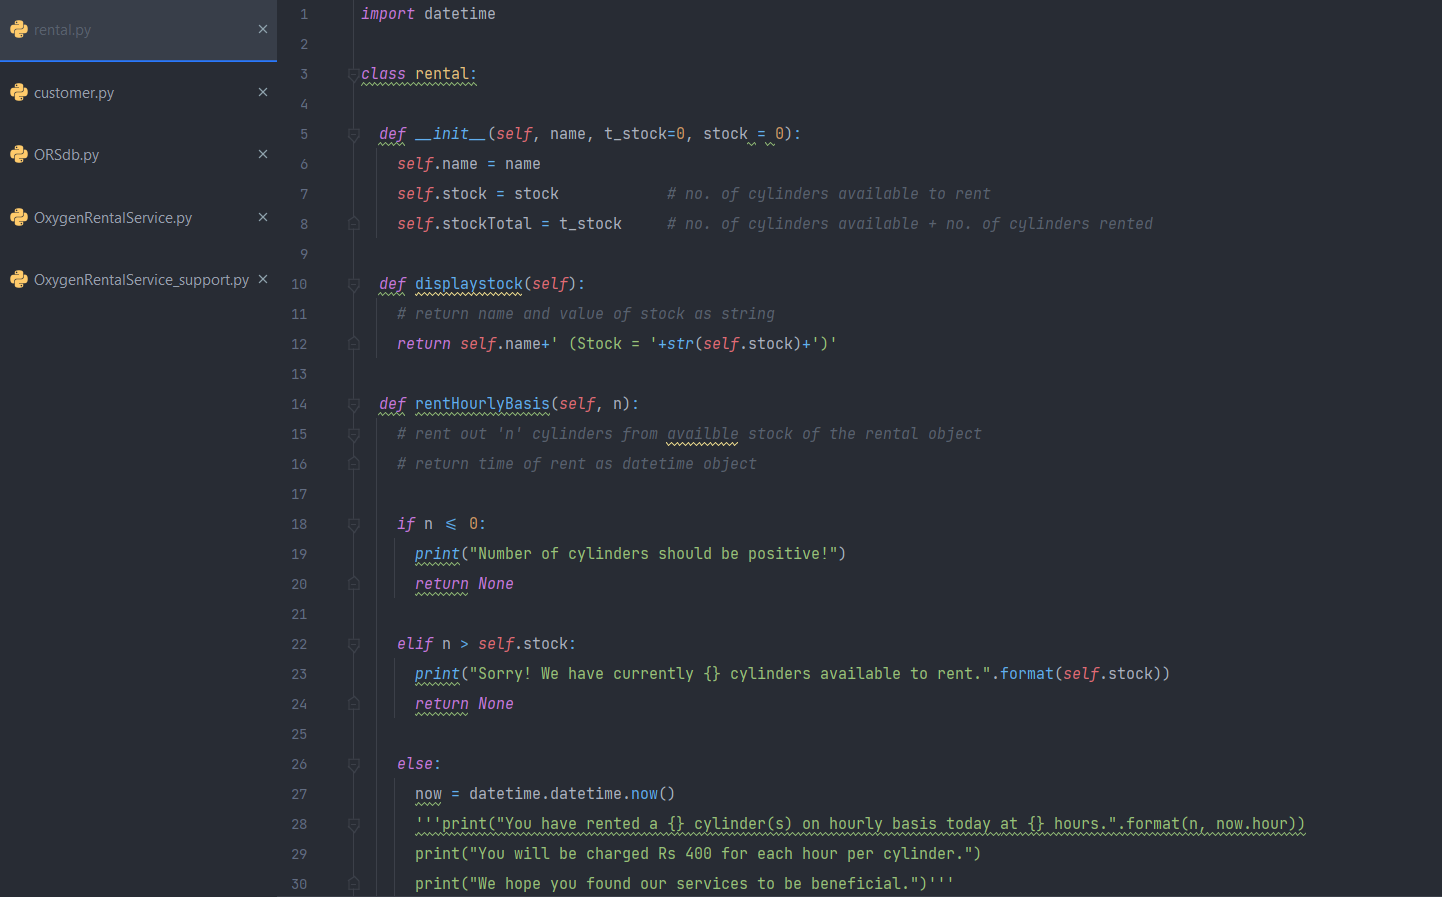 rental.py
customer.py
ORSdb.py
OxygenRentalService.py
OxygenRentalService_support.py
1 import datetime
2
3 class rental:
4
5 def __init__(self, name, t_stock=0, stock = 0):
6 self.name = name
7 self.stock = stock # no. of cylinders available to rent
8 self.stockTotal = t_stock # no. of cylinders available + no. of cylinders rented
9
10 def displaystock(self):
11 # return name and value of stock as string
12 return self.name+' (Stock = '+str(self.stock)+')'
13
14 def rentHourlyBasis(self, n):
15 # rent out 'n' cylinders from availble stock of the rental object
16 # return time of rent as datetime object
17
18 if n ⩽ 0:
19 print("Number of cylinders should be positive!")
20 return None
21
22 elif n > self.stock:
23 print("Sorry! We have currently {} cylinders available to rent.".format(self.stock))
24 return None
25
26 else:
27 now = datetime.datetime.now()
28 '''print("You have rented a {} cylinder(s) on hourly basis today at {} hours.".format(n, now.hour))
29 print("You will be charged Rs 400 for each hour per cylinder.")
30 print("We hope you found our services to be beneficial.")'''